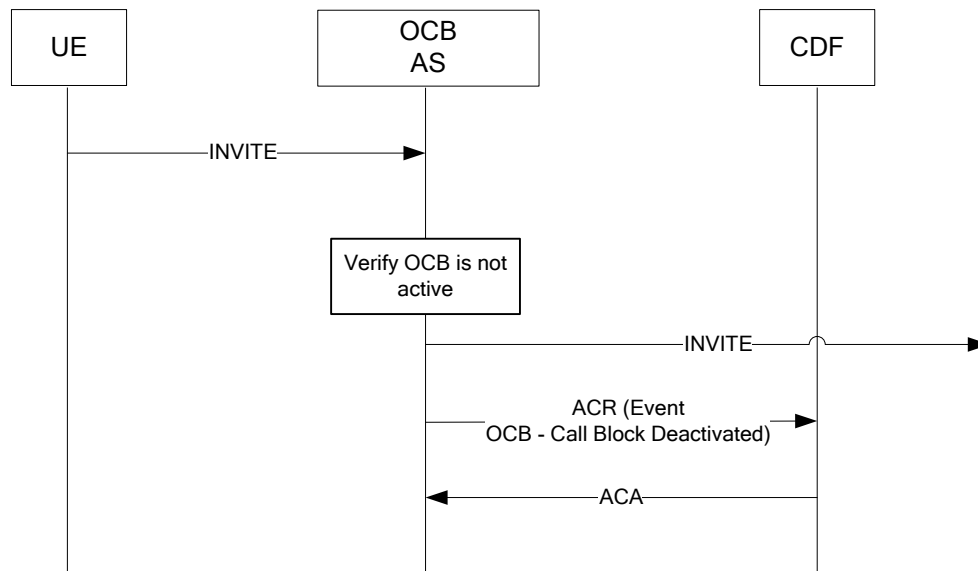 UE
OCB
AS
CDF
INVITE
Verify OCB is not
active
INVITE
ACR (Event
OCB - Call Block Deactivated)
ACA